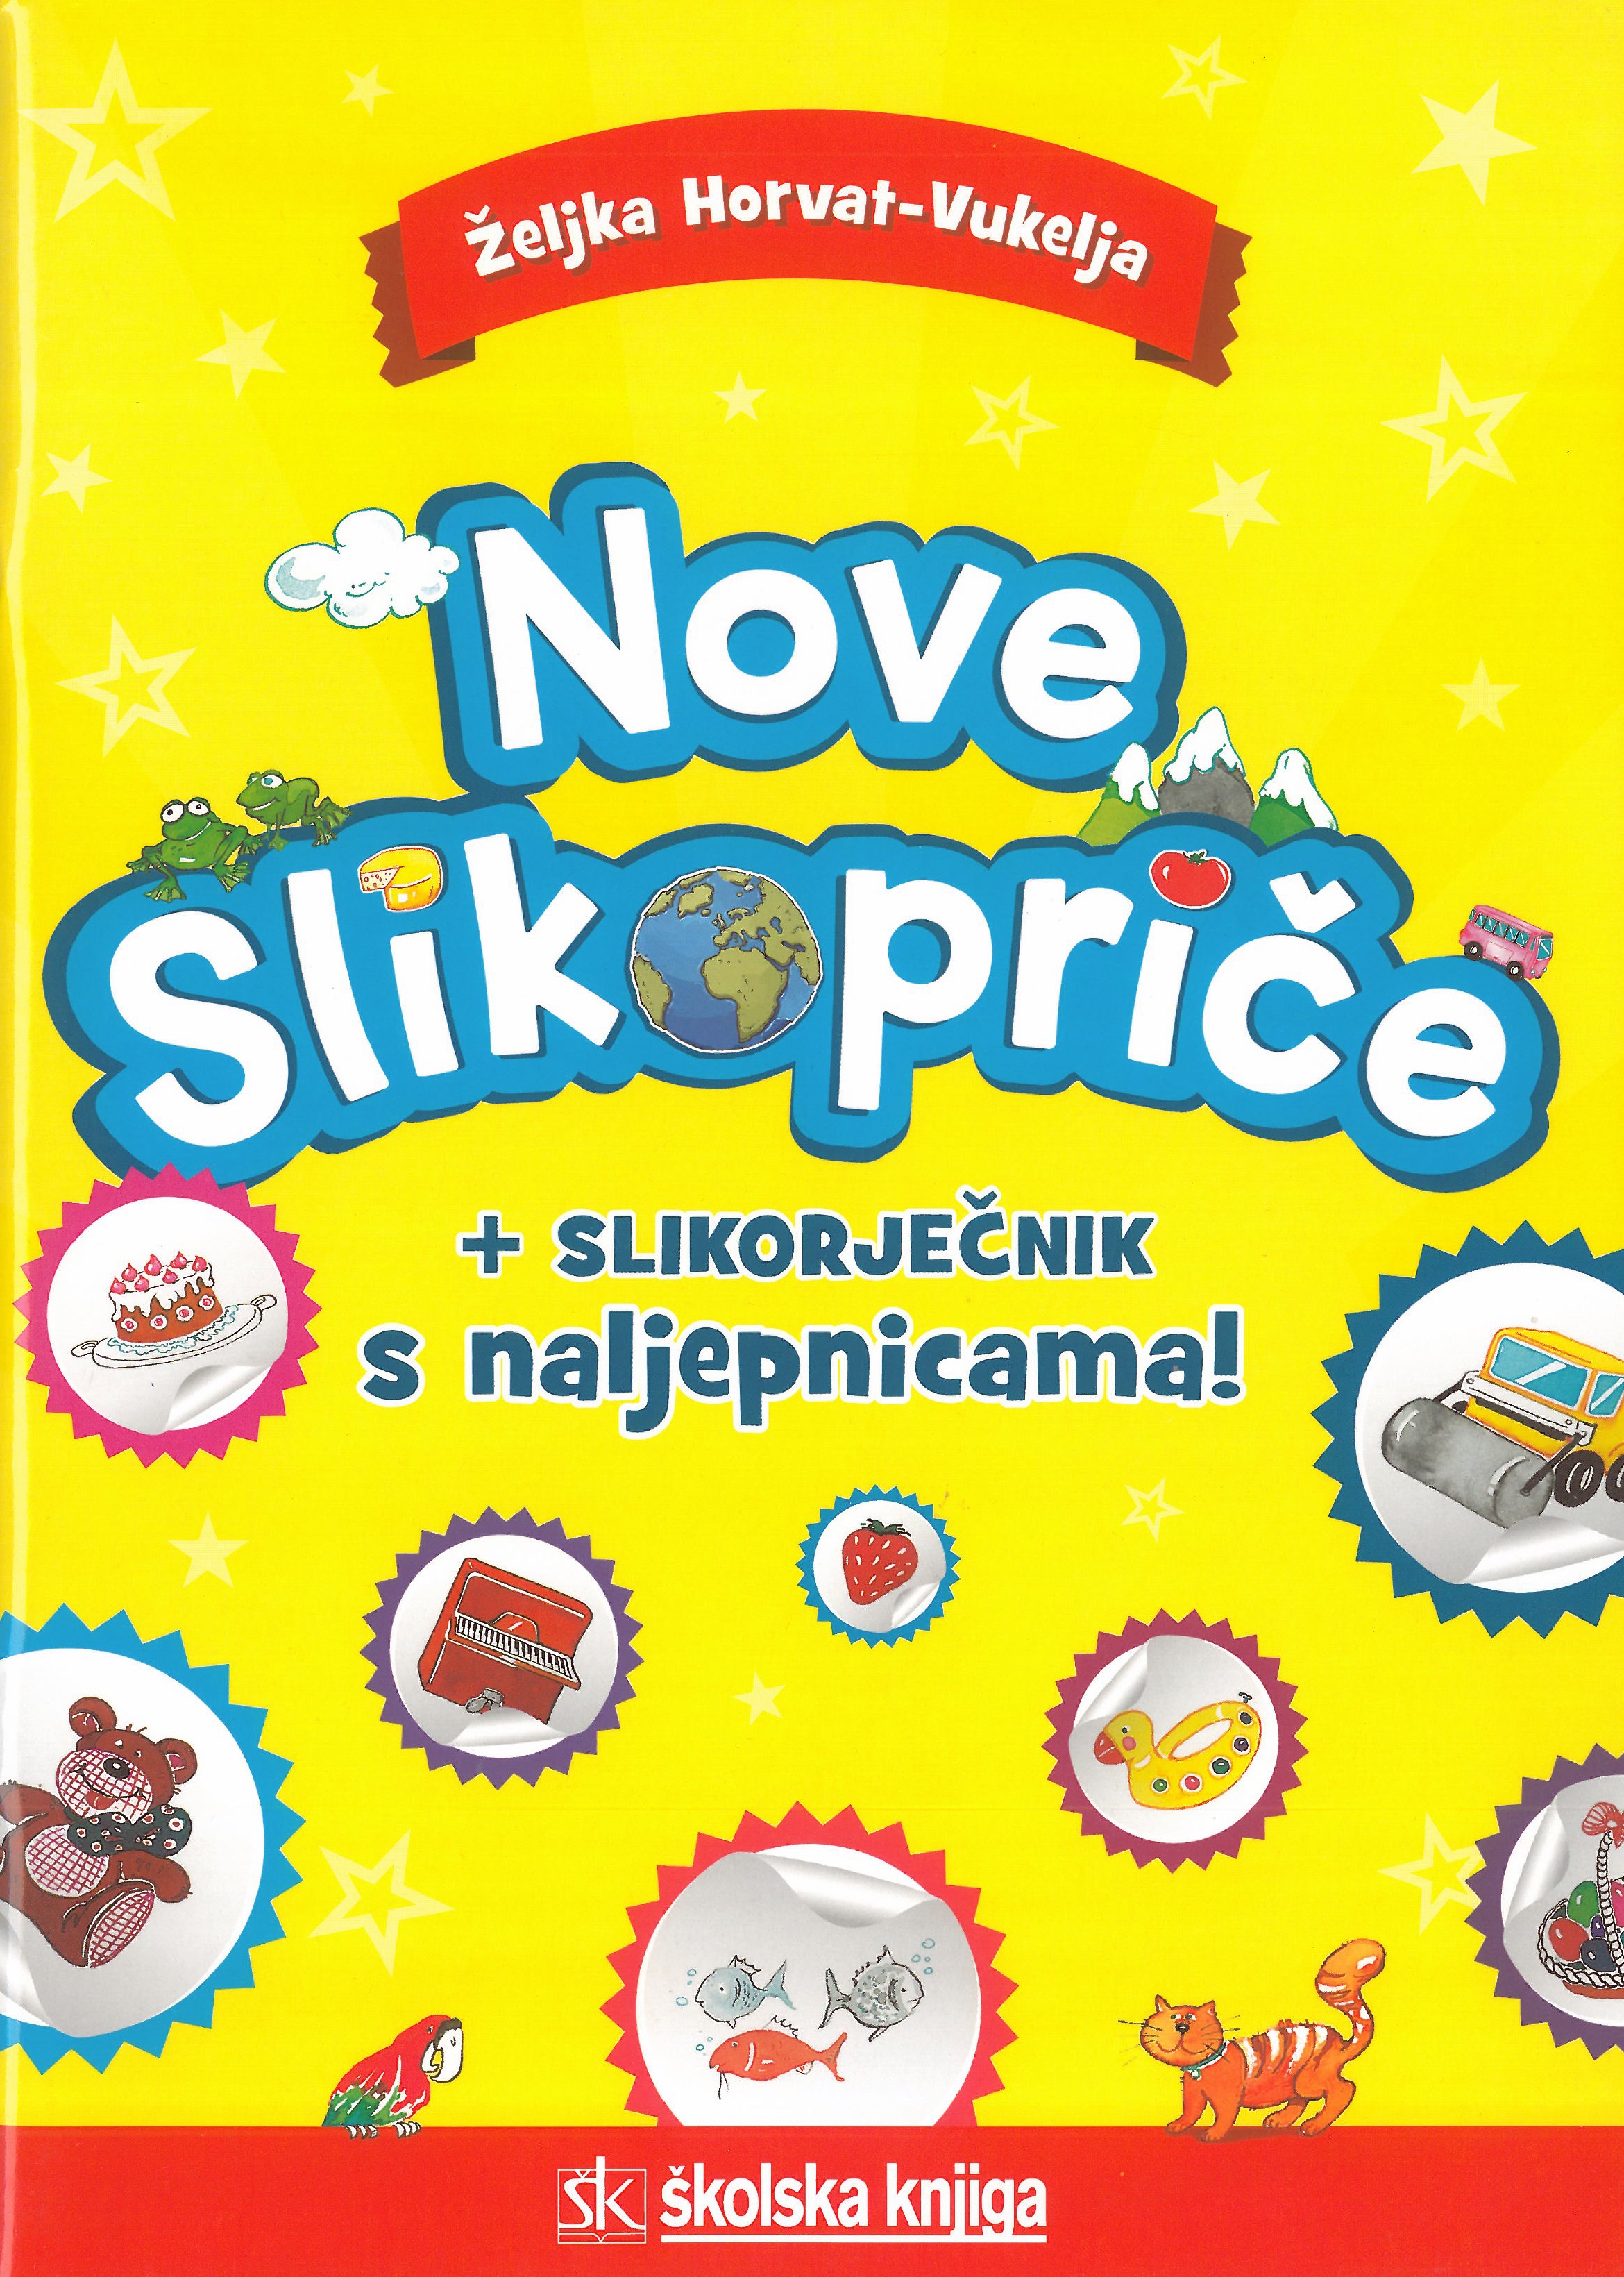 Željka Horvat-Vukelja
Nove
Slikopriče
+ SLIKORJEČNIK
s naljepnicama!
šk školska knjiga